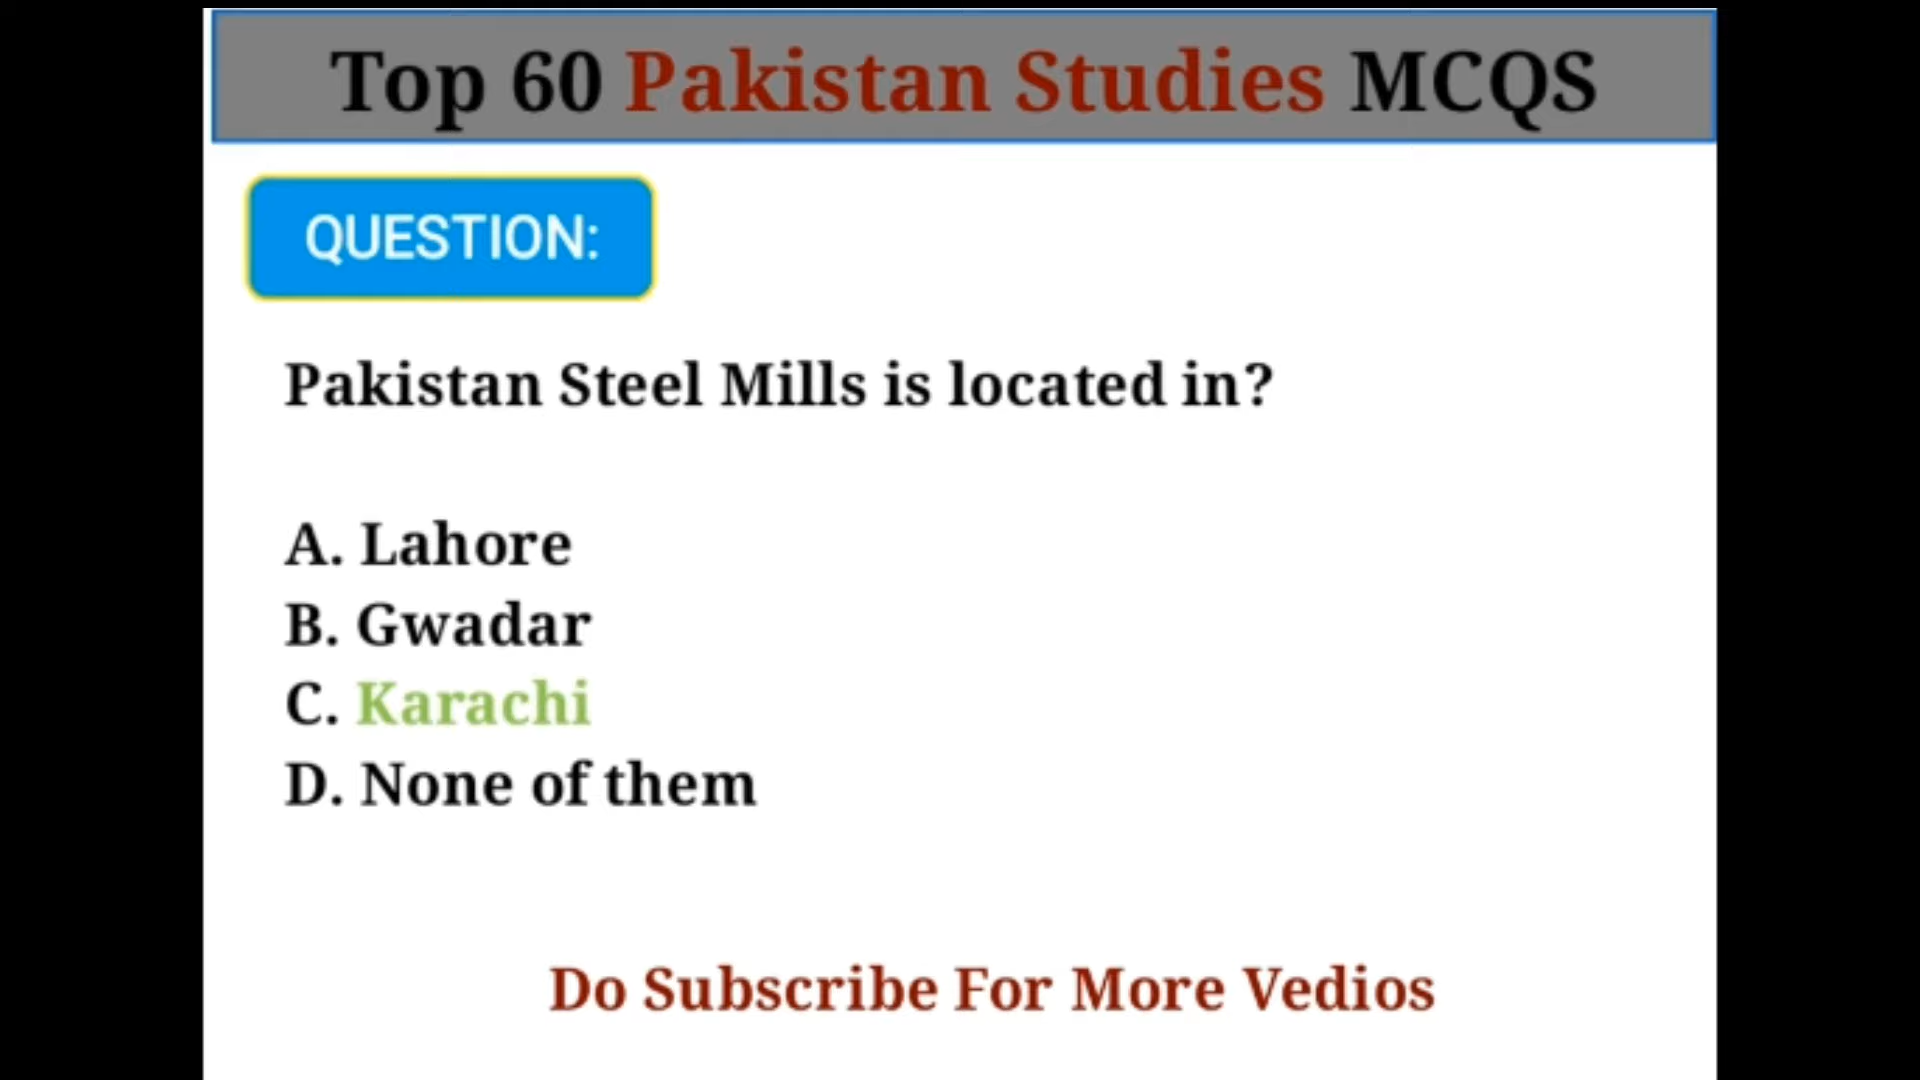 Top 60 Pakistan Studies MCQS
QUESTION:
Pakistan Steel Mills is located in?
A. Lahore
B. Gwadar
C. Karachi
D. None of them
Do Subscribe For More Vedios